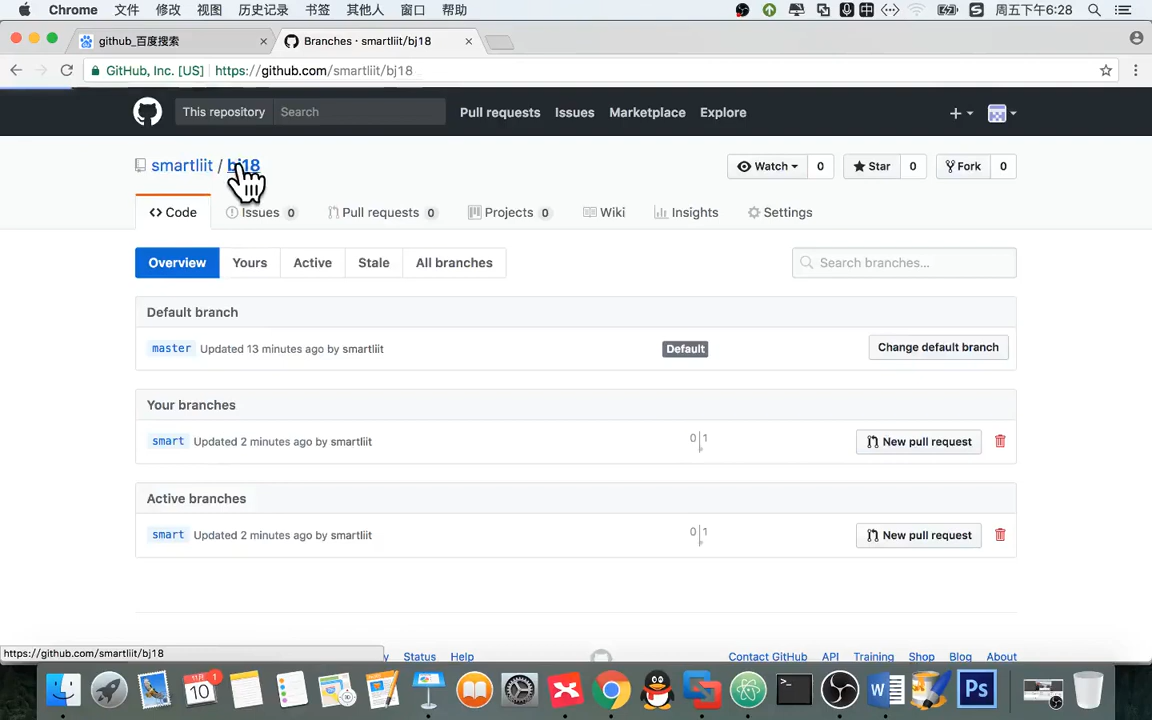 Chrome 文件 修改 视图 历史记录 书签 其他人 窗口 帮助 周五下午6:28
github_百度搜索 Branches · smartliit/bj18
GitHub, Inc. [US] https://github.com/smartliit/bj18
This repository Search Pull requests Issues Marketplace Explore
smartliit / bj18 Watch 0 Star 0 Fork 0
Code Issues 0 Pull requests 0 Projects 0 Wiki Insights Settings
Overview Yours Active Stale All branches Search branches...
Default branch
master Updated 13 minutes ago by smartliit Default Change default branch
Your branches
smart Updated 2 minutes ago by smartliit 0 1 New pull request
Active branches
smart Updated 2 minutes ago by smartliit 0 1 New pull request
https://github.com/smartliit/bj18 Status Help Contact GitHub API Training Shop Blog About
10 1 W Ps